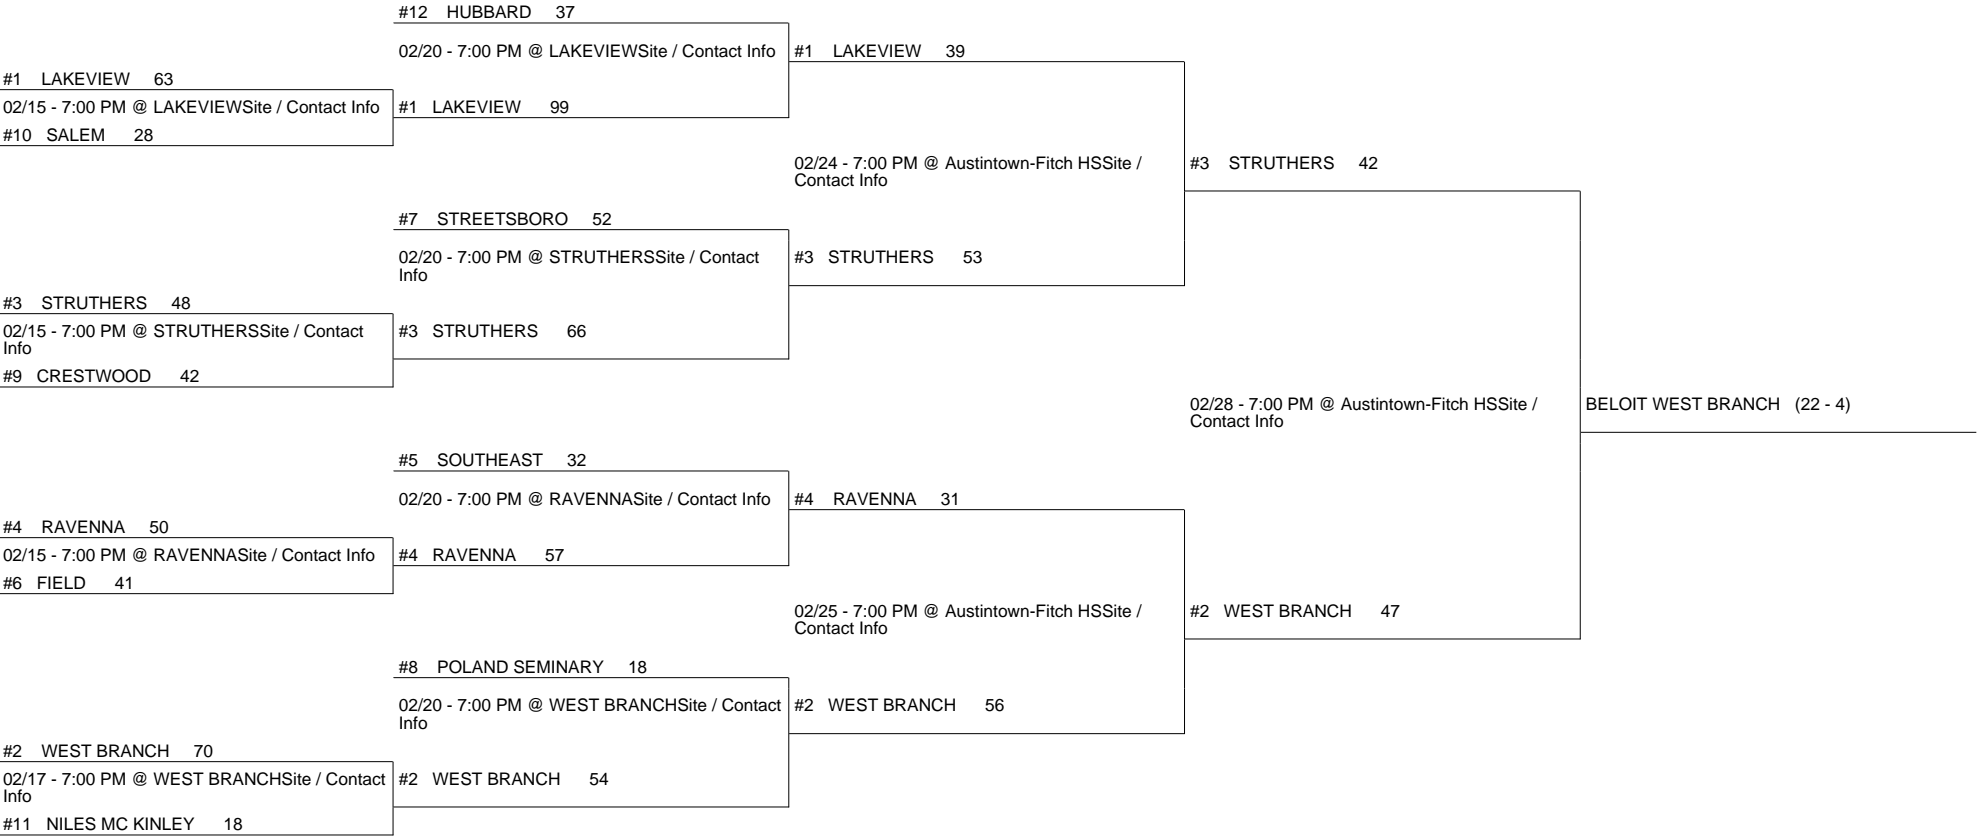 #12 HUBBARD 37
02/20 - 7:00 PM @ LAKEVIEWSite / Contact Info
#1 LAKEVIEW 39
#1 LAKEVIEW 63
02/15 - 7:00 PM @ LAKEVIEWSite / Contact Info
#1 LAKEVIEW 99
#10 SALEM 28
02/24 - 7:00 PM @ Austintown-Fitch HSSite /
Contact Info
#3 STRUTHERS 42
#7 STREETSBORO 52
02/20 - 7:00 PM @ STRUTHERSSite / Contact
Info
#3 STRUTHERS 53
#3 STRUTHERS 48
02/15 - 7:00 PM @ STRUTHERSSite / Contact
Info
#3 STRUTHERS 66
#9 CRESTWOOD 42
02/28 - 7:00 PM @ Austintown-Fitch HSSite /
Contact Info
BELOIT WEST BRANCH (22 - 4)
#5 SOUTHEAST 32
02/20 - 7:00 PM @ RAVENNASite / Contact Info
#4 RAVENNA 31
#4 RAVENNA 50
02/15 - 7:00 PM @ RAVENNASite / Contact Info
#4 RAVENNA 57
#6 FIELD 41
02/25 - 7:00 PM @ Austintown-Fitch HSSite /
Contact Info
#2 WEST BRANCH 47
#8 POLAND SEMINARY 18
02/20 - 7:00 PM @ WEST BRANCHSite / Contact
Info
#2 WEST BRANCH 56
#2 WEST BRANCH 70
02/17 - 7:00 PM @ WEST BRANCHSite / Contact
Info
#2 WEST BRANCH 54
#11 NILES MC KINLEY 18